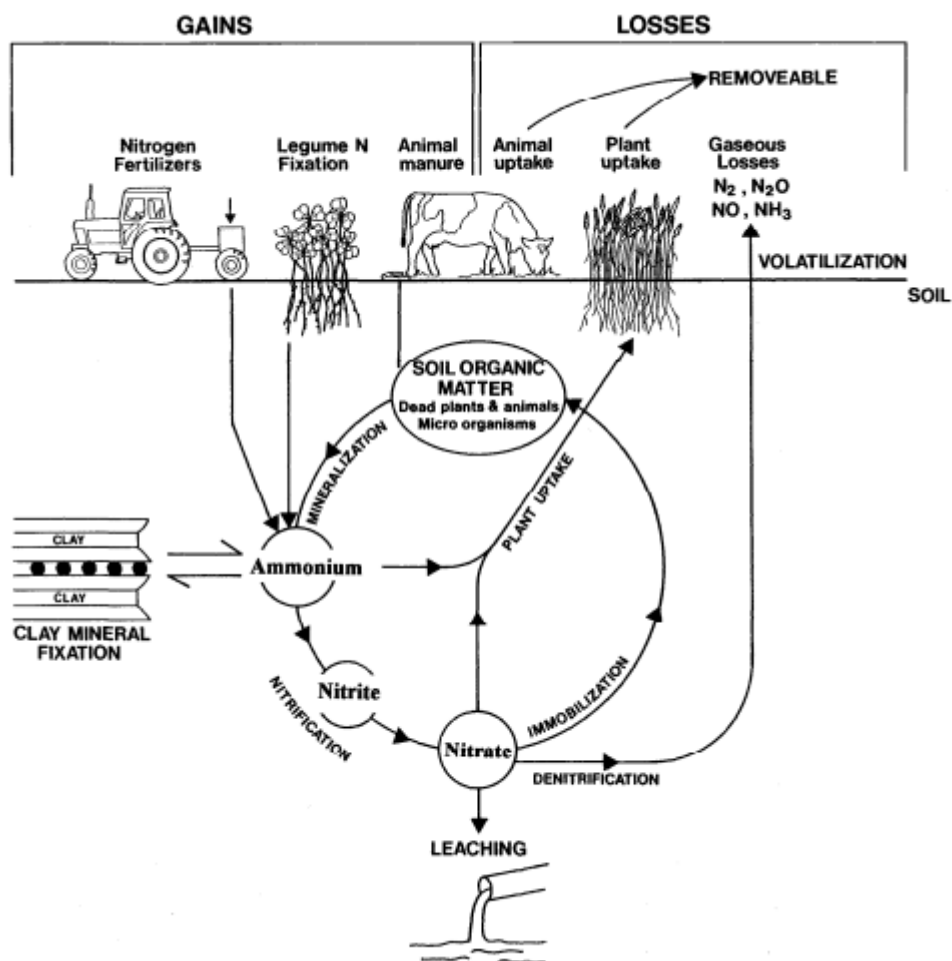 GAINS
LOSSES
REMOVEABLE
Nitrogen
Fertilizers
Legume N
Fixation
Animal
manure
Animal
uptake
Plant
uptake
Gaseous
Losses
N₂ , N₂O
NO , NH₃
VOLATILIZATION
SOIL
SOIL ORGANIC
MATTER
Dead plants & animals
Micro organisms
MINERALIZATION
PLANT UPTAKE
CLAY
CLAY
CLAY MINERAL
FIXATION
Ammonium
Nitrite
NITRIFICATION
Nitrate
IMMOBILIZATION
DENITRIFICATION
LEACHING